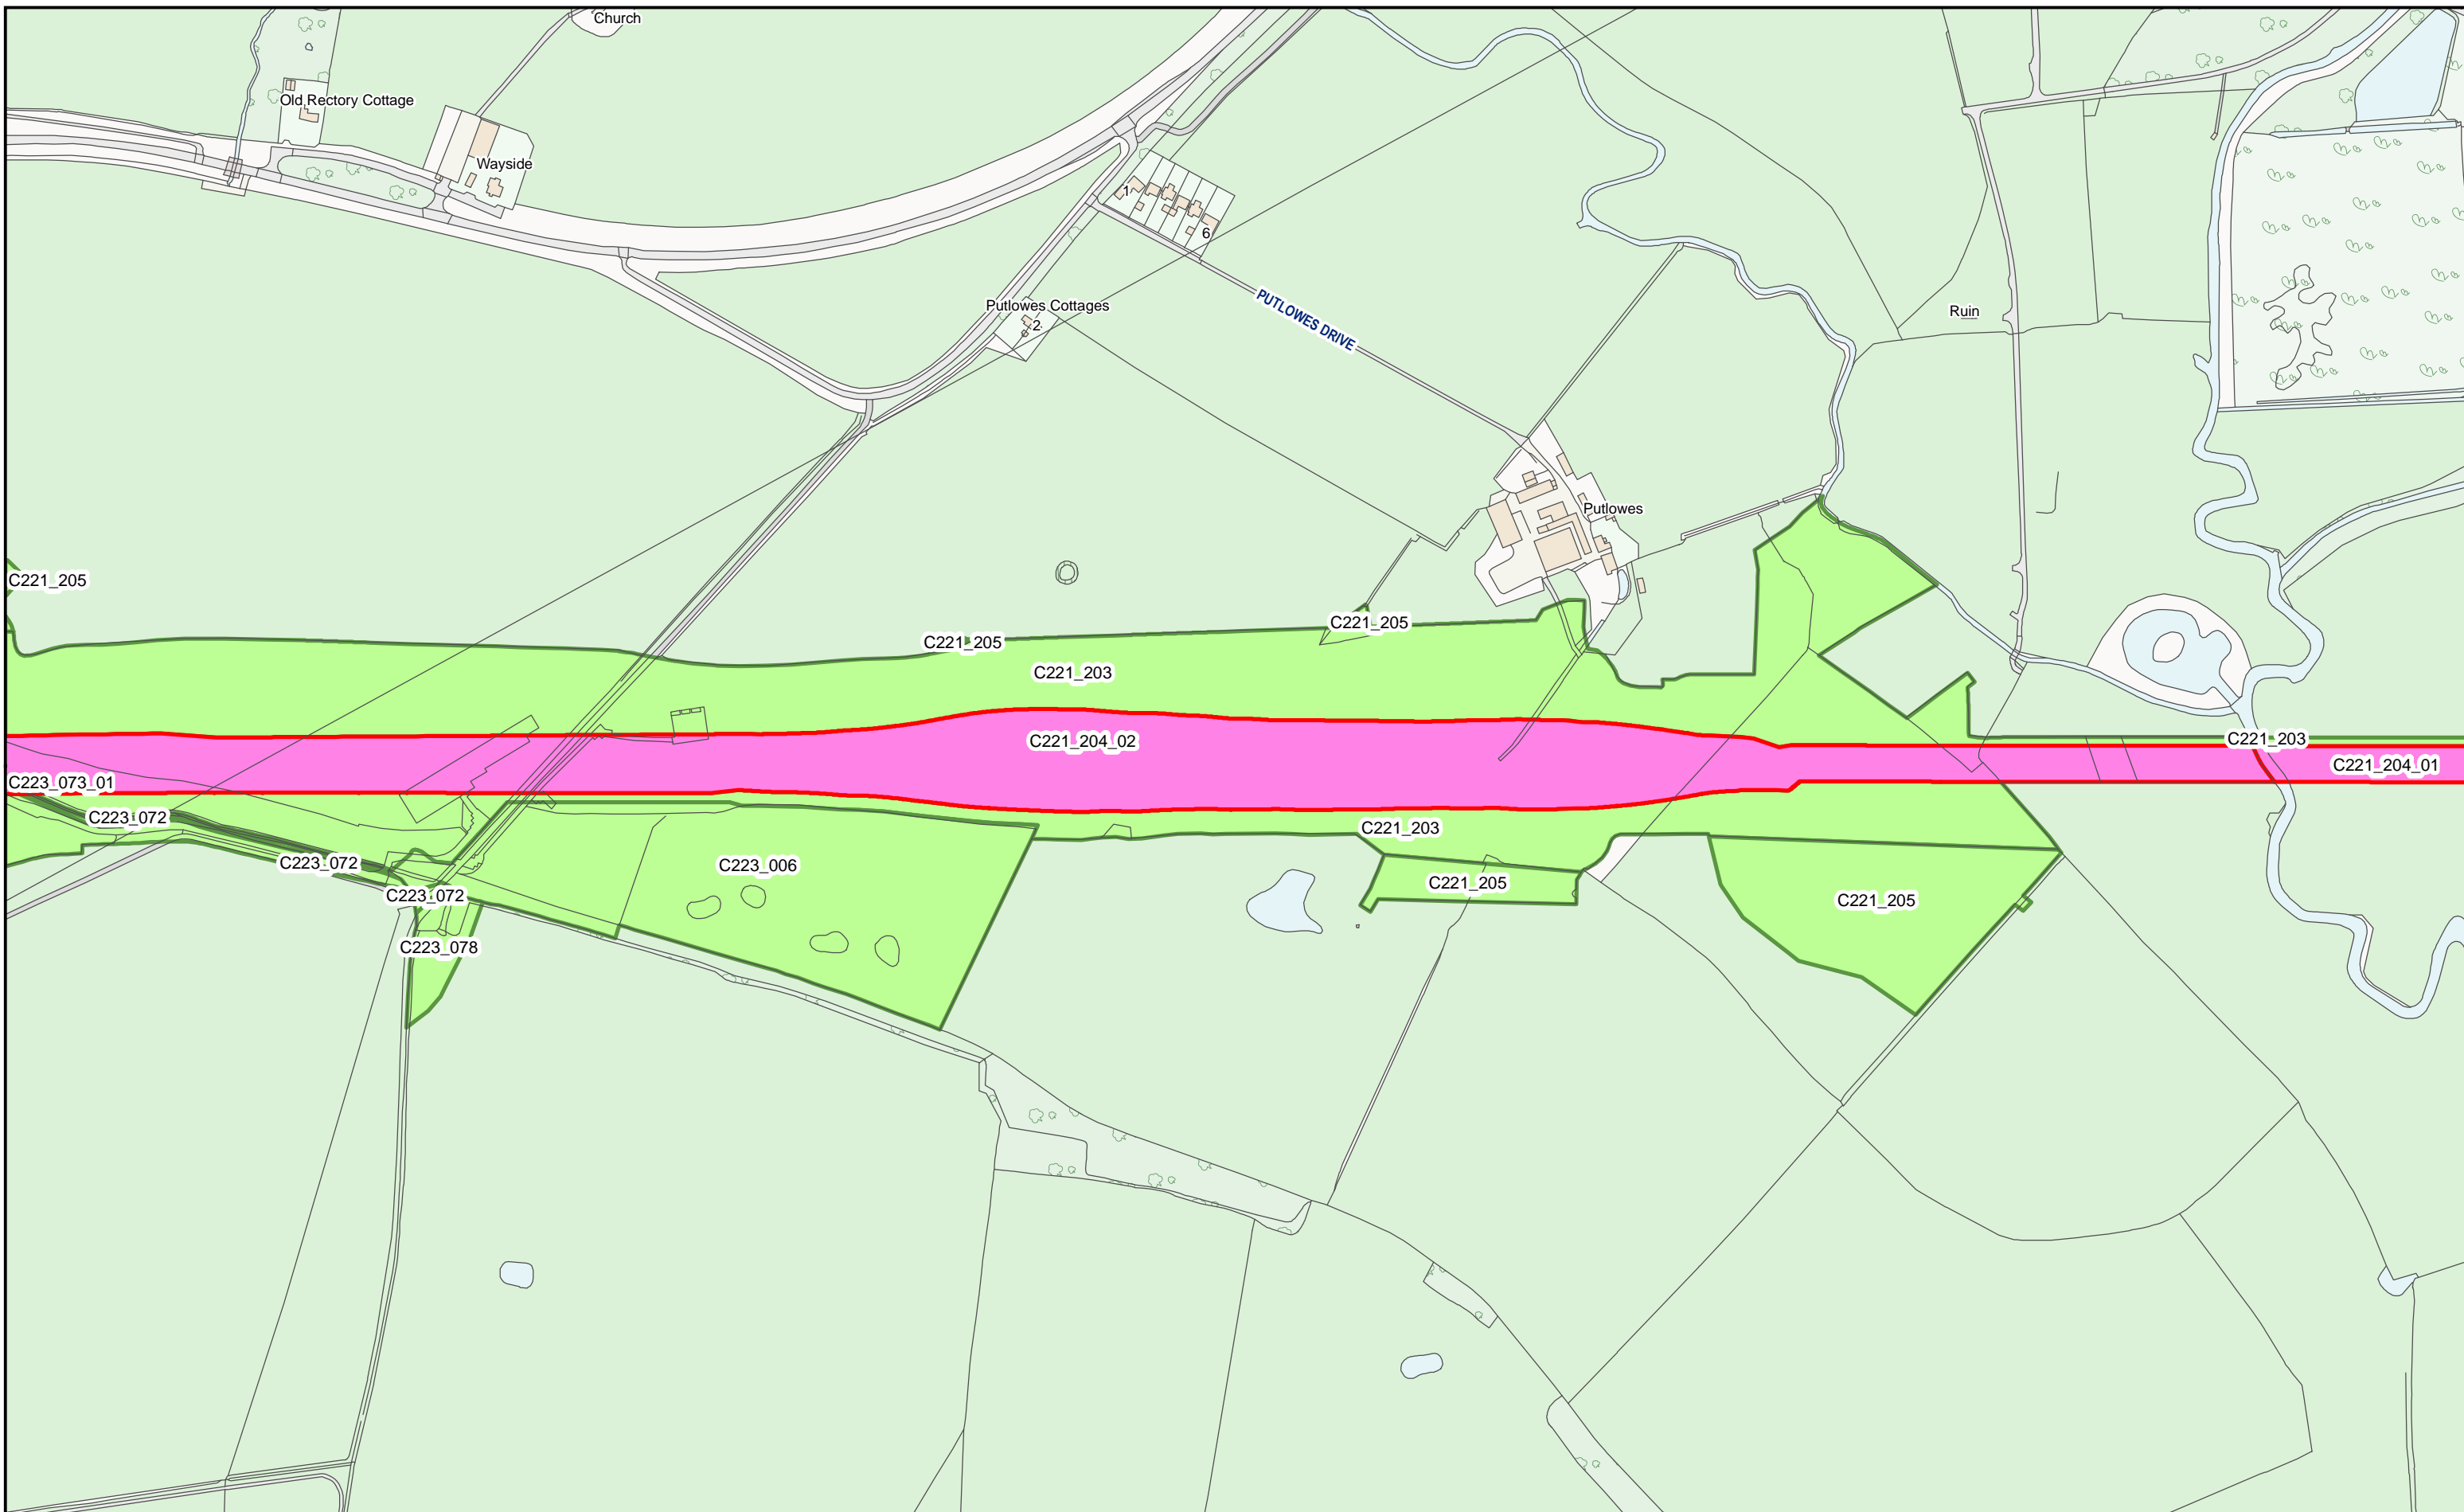 Church
Old Rectory Cottage
Wayside
1
6
Putlowes Cottages
2
PUTLOWES DRIVE
Ruin
Putlowes
C221_205
C221_205
C221_205
C221_203
C221_204_02
C221_203
C221_204_01
C223_073_01
C223_072
C221_203
C223_072
C223_006
C221_205
C223_072
C221_205
C223_078